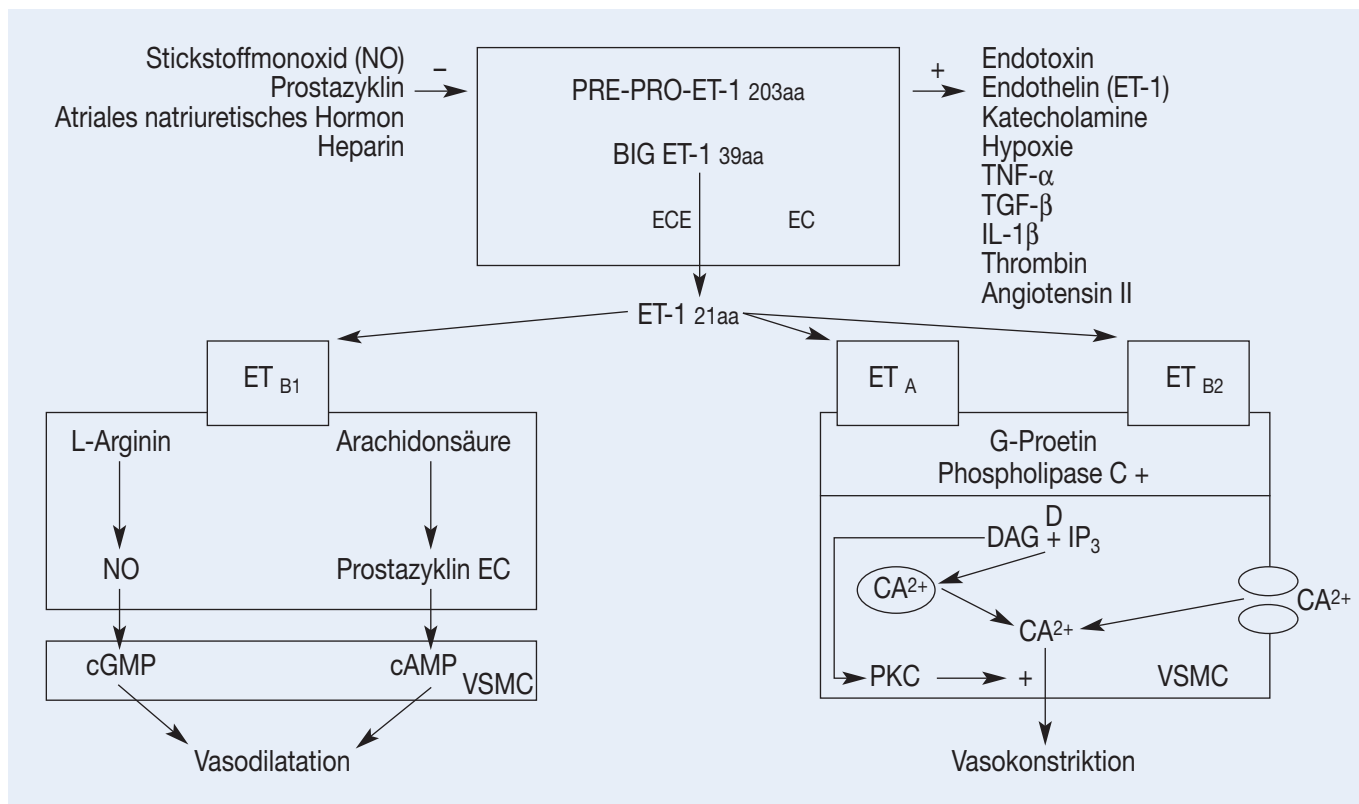 Stickstoffmonoxid (NO)
Prostazyklin
Atriales natriuretisches Hormon
Heparin
–
PRE-PRO-ET-1 203aa
BIG ET-1 39aa
ECE EC
+
Endotoxin
Endothelin (ET-1)
Katecholamine
Hypoxie
TNF-α
TGF-β
IL-1β
Thrombin
Angiotensin II
ET-1 21aa
ET B1
L-Arginin Arachidonsäure
NO Prostazyklin EC
cGMP cAMP VSMC
Vasodilatation
ET A ET B2
G-Proetin
Phospholipase C +
D
DAG + IP₃
CA²⁺
CA²⁺
CA²⁺
PKC + VSMC
Vasokonstriktion